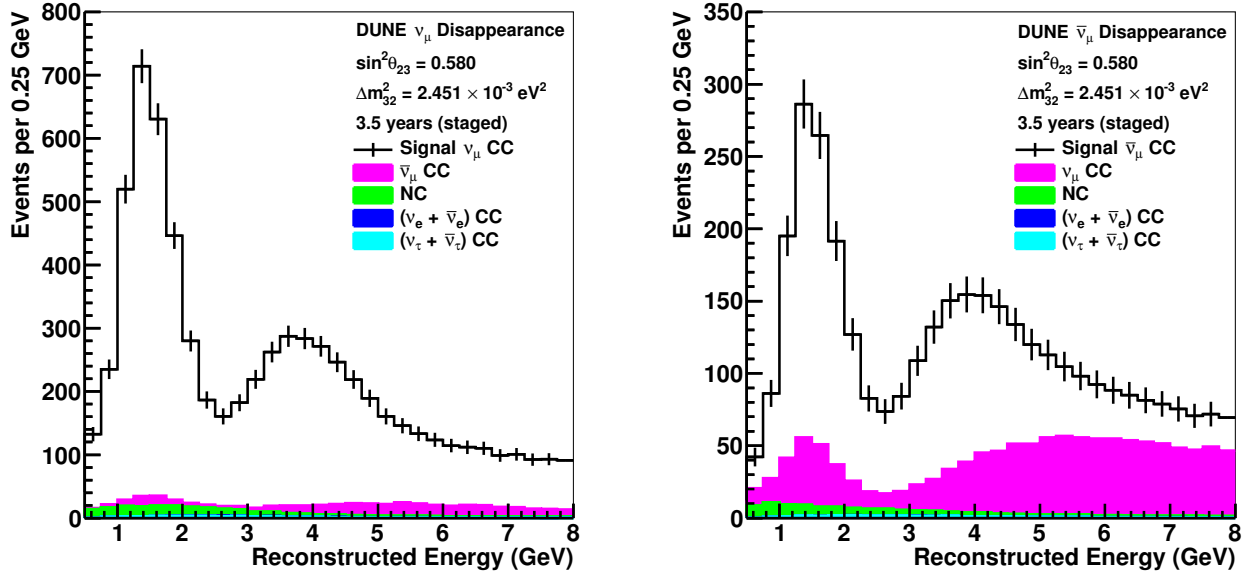 DUNE νμ Disappearance
sin²θ23 = 0.580
Δm²32 = 2.451 × 10⁻³ eV²
3.5 years (staged)
Signal νμ CC
ν̄μ CC
NC
(νe + ν̄e) CC
(ντ + ν̄τ) CC
Events per 0.25 GeV
800
700
600
500
400
300
200
100
0
1 2 3 4 5 6 7 8
Reconstructed Energy (GeV)
DUNE ν̄μ Disappearance
sin²θ23 = 0.580
Δm²32 = 2.451 × 10⁻³ eV²
3.5 years (staged)
Signal ν̄μ CC
νμ CC
NC
(νe + ν̄e) CC
(ντ + ν̄τ) CC
Events per 0.25 GeV
350
300
250
200
150
100
50
0
1 2 3 4 5 6 7 8
Reconstructed Energy (GeV)